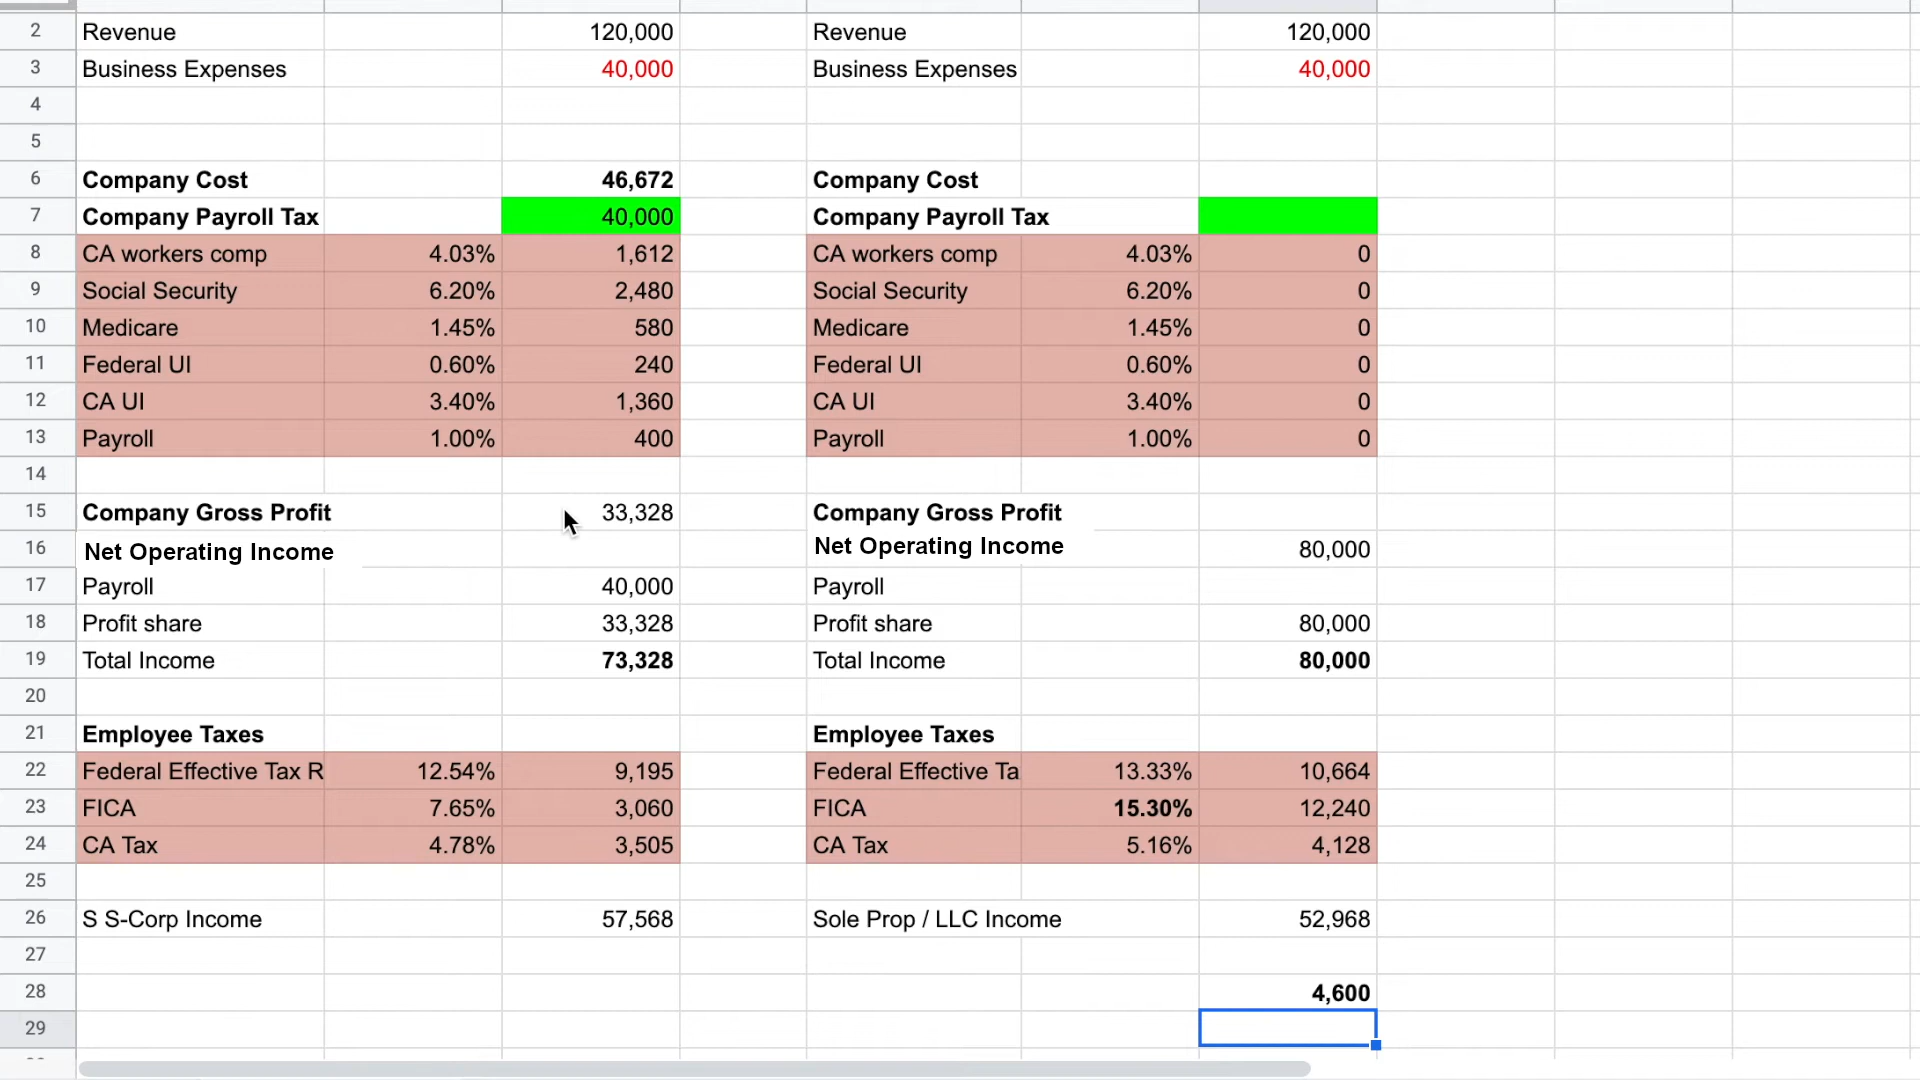 2 Revenue 120,000 Revenue 120,000
3 Business Expenses 40,000 Business Expenses 40,000
4
5
6 Company Cost 46,672 Company Cost
7 Company Payroll Tax 40,000 Company Payroll Tax
8 CA workers comp 4.03% 1,612 CA workers comp 4.03% 0
9 Social Security 6.20% 2,480 Social Security 6.20% 0
10 Medicare 1.45% 580 Medicare 1.45% 0
11 Federal UI 0.60% 240 Federal UI 0.60% 0
12 CA UI 3.40% 1,360 CA UI 3.40% 0
13 Payroll 1.00% 400 Payroll 1.00% 0
14
15 Company Gross Profit 33,328 Company Gross Profit
16 Net Operating Income Net Operating Income 80,000
17 Payroll 40,000 Payroll
18 Profit share 33,328 Profit share 80,000
19 Total Income 73,328 Total Income 80,000
20
21 Employee Taxes Employee Taxes
22 Federal Effective Tax R 12.54% 9,195 Federal Effective Ta 13.33% 10,664
23 FICA 7.65% 3,060 FICA 15.30% 12,240
24 CA Tax 4.78% 3,505 CA Tax 5.16% 4,128
25
26 S S-Corp Income 57,568 Sole Prop / LLC Income 52,968
27
28 4,600
29